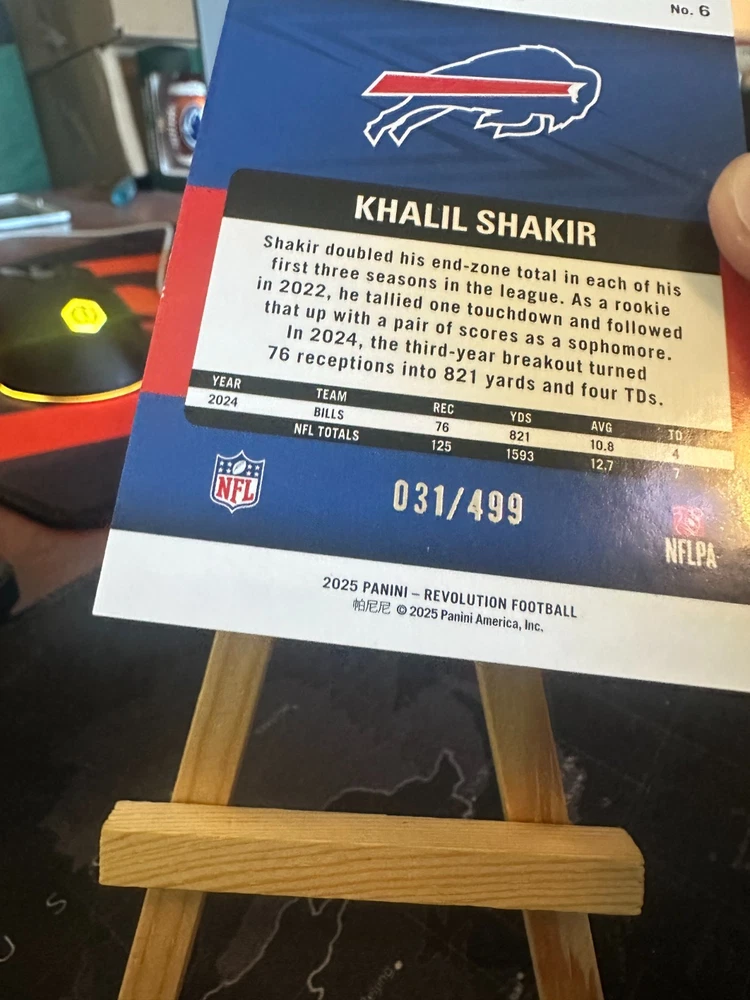 No. 6
KHALIL SHAKIR
Shakir doubled his end-zone total in each of his
first three seasons in the league. As a rookie
in 2022, he tallied one touchdown and followed
that up with a pair of scores as a sophomore.
In 2024, the third-year breakout turned
76 receptions into 821 yards and four TDs.
YEAR TEAM REC YDS AVG TD
2024 BILLS 76 821 10.8 4
NFL TOTALS 125 1593 12.7 7
NFL
031/499
NFLPA
2025 PANINI – REVOLUTION FOOTBALL
帕尼尼 © 2025 Panini America, Inc.
U S